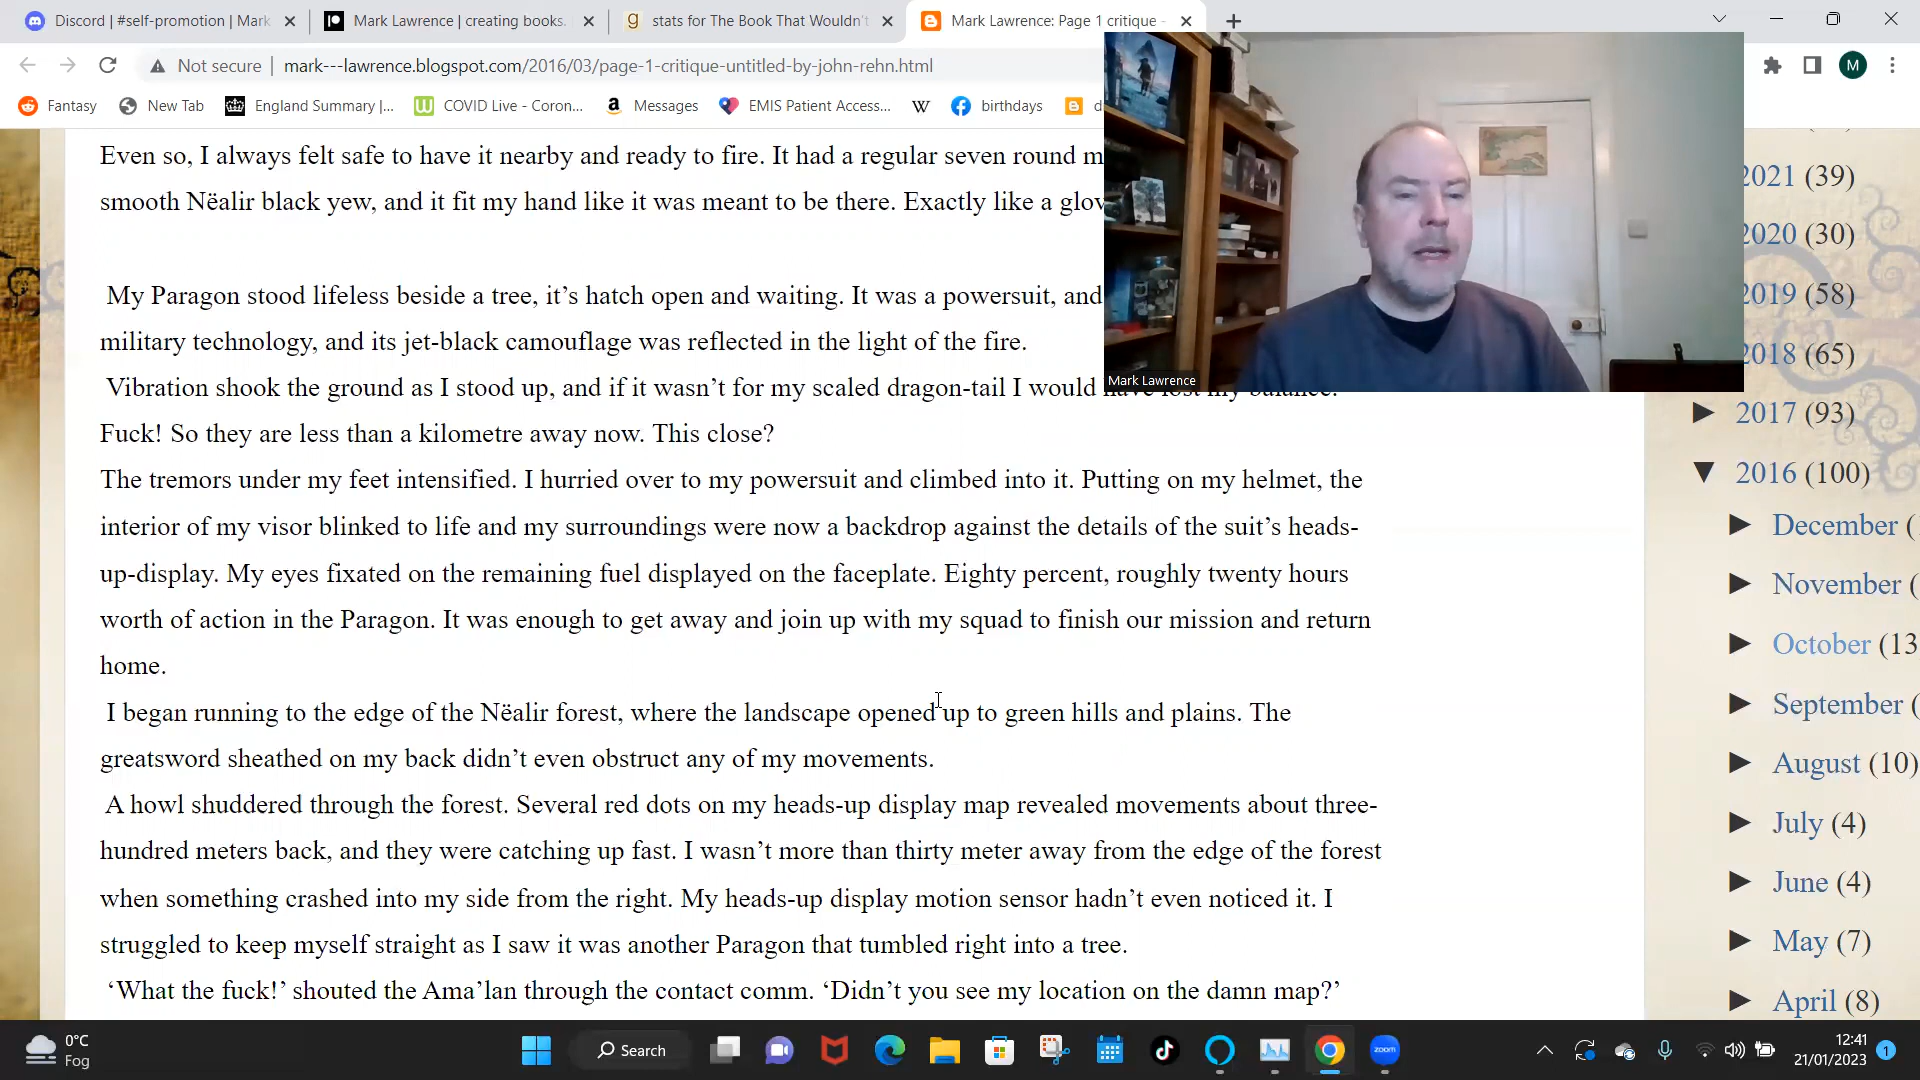 Discord | #self-promotion | Mark
Mark Lawrence | creating books.
stats for The Book That Wouldn't
Mark Lawrence: Page 1 critique -
Not secure | mark---lawrence.blogspot.com/2016/03/page-1-critique-untitled-by-john-rehn.html
M
Fantasy
New Tab
England Summary |...
COVID Live - Coron...
Messages
EMIS Patient Access...
W
birthdays
Even so, I always felt safe to have it nearby and ready to fire. It had a regular seven round m
smooth Nëalir black yew, and it fit my hand like it was meant to be there. Exactly like a glov
My Paragon stood lifeless beside a tree, it's hatch open and waiting. It was a powersuit, and
military technology, and its jet-black camouflage was reflected in the light of the fire.
Vibration shook the ground as I stood up, and if it wasn't for my scaled dragon-tail I would have lost my balance.
Fuck! So they are less than a kilometre away now. This close?
The tremors under my feet intensified. I hurried over to my powersuit and climbed into it. Putting on my helmet, the
interior of my visor blinked to life and my surroundings were now a backdrop against the details of the suit's heads-
up-display. My eyes fixated on the remaining fuel displayed on the faceplate. Eighty percent, roughly twenty hours
worth of action in the Paragon. It was enough to get away and join up with my squad to finish our mission and return
home.
I began running to the edge of the Nëalir forest, where the landscape opened up to green hills and plains. The
greatsword sheathed on my back didn't even obstruct any of my movements.
A howl shuddered through the forest. Several red dots on my heads-up display map revealed movements about three-
hundred meters back, and they were catching up fast. I wasn't more than thirty meter away from the edge of the forest
when something crashed into my side from the right. My heads-up display motion sensor hadn't even noticed it. I
struggled to keep myself straight as I saw it was another Paragon that tumbled right into a tree.
'What the fuck!' shouted the Ama'lan through the contact comm. 'Didn't you see my location on the damn map?'
Mark Lawrence
2021 (39)
2020 (30)
2019 (58)
2018 (65)
► 2017 (93)
▼ 2016 (100)
► December (
► November (
► October (13
► September (
► August (10)
► July (4)
► June (4)
► May (7)
► April (8)
0°C
Fog
Search
zoom
12:41
21/01/2023
1